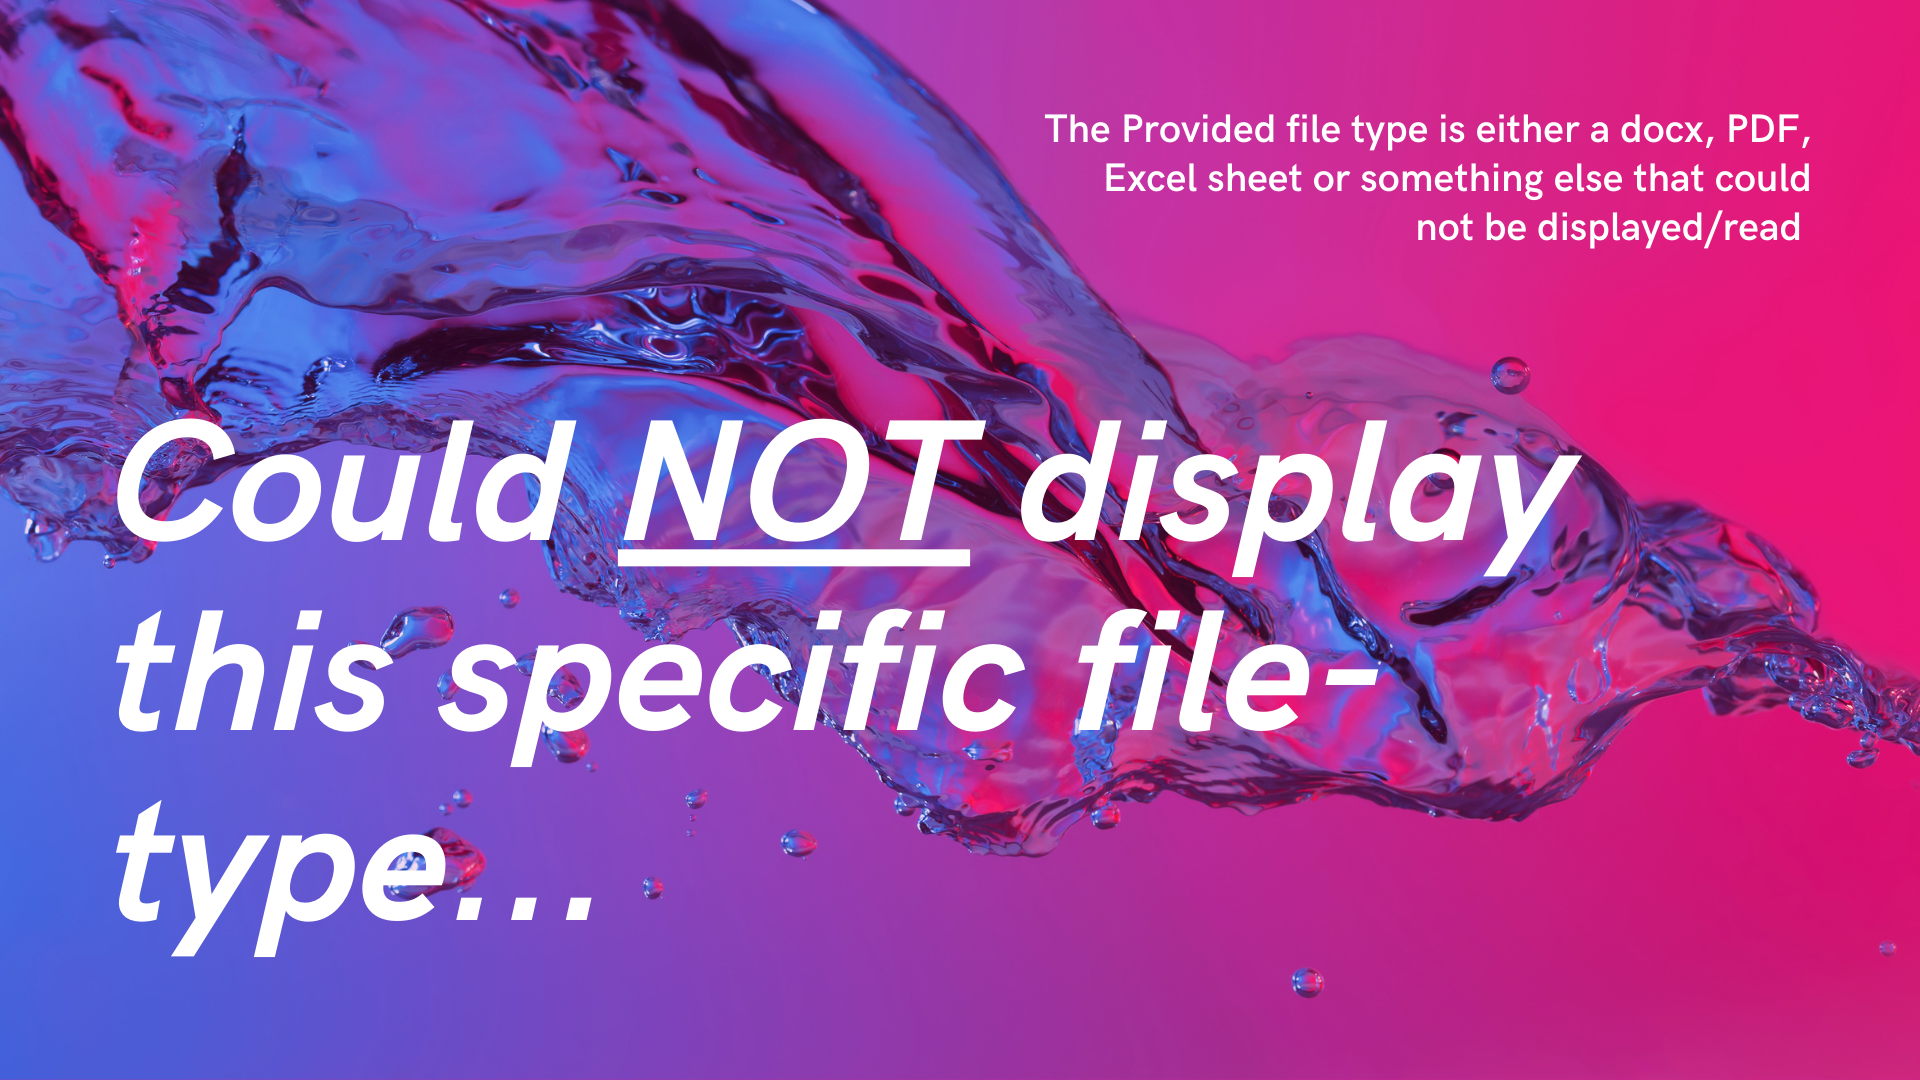 The Provided file type is either a docx, PDF,
Excel sheet or something else that could
not be displayed/read
Could NOT display
this specific file-
type...